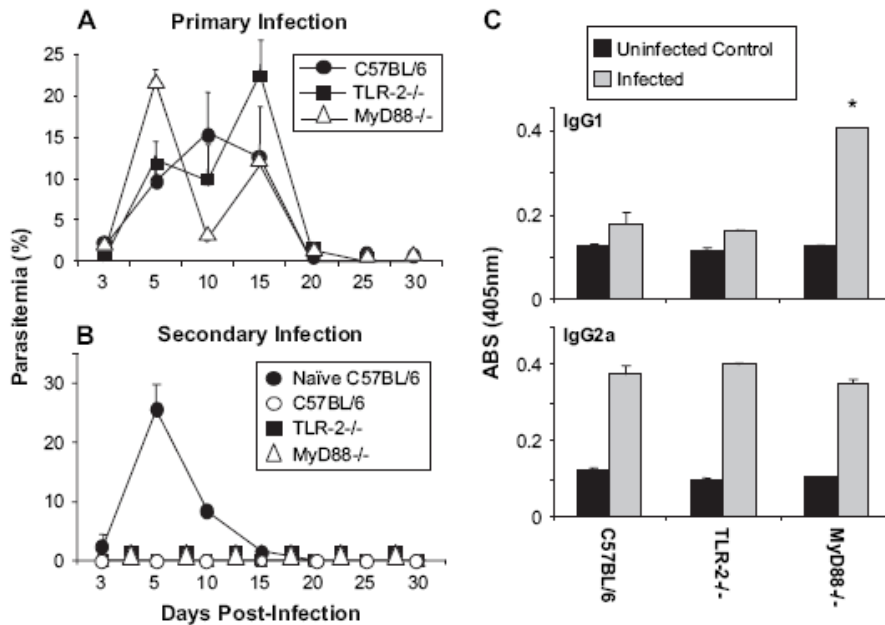 A
Primary Infection
C57BL/6
TLR-2-/-
MyD88-/-
25
20
15
10
5
0
3 5 10 15 20 25 30
Parasitemia (%)
B
Secondary Infection
Naïve C57BL/6
C57BL/6
TLR-2-/-
MyD88-/-
30
20
10
0
3 5 10 15 20 25 30
Days Post-Infection
C
Uninfected Control
Infected
IgG1
*
0.4
0.2
0
ABS (405nm)
IgG2a
0.4
0.2
0
C57BL/6
TLR-2-/-
MyD88-/-